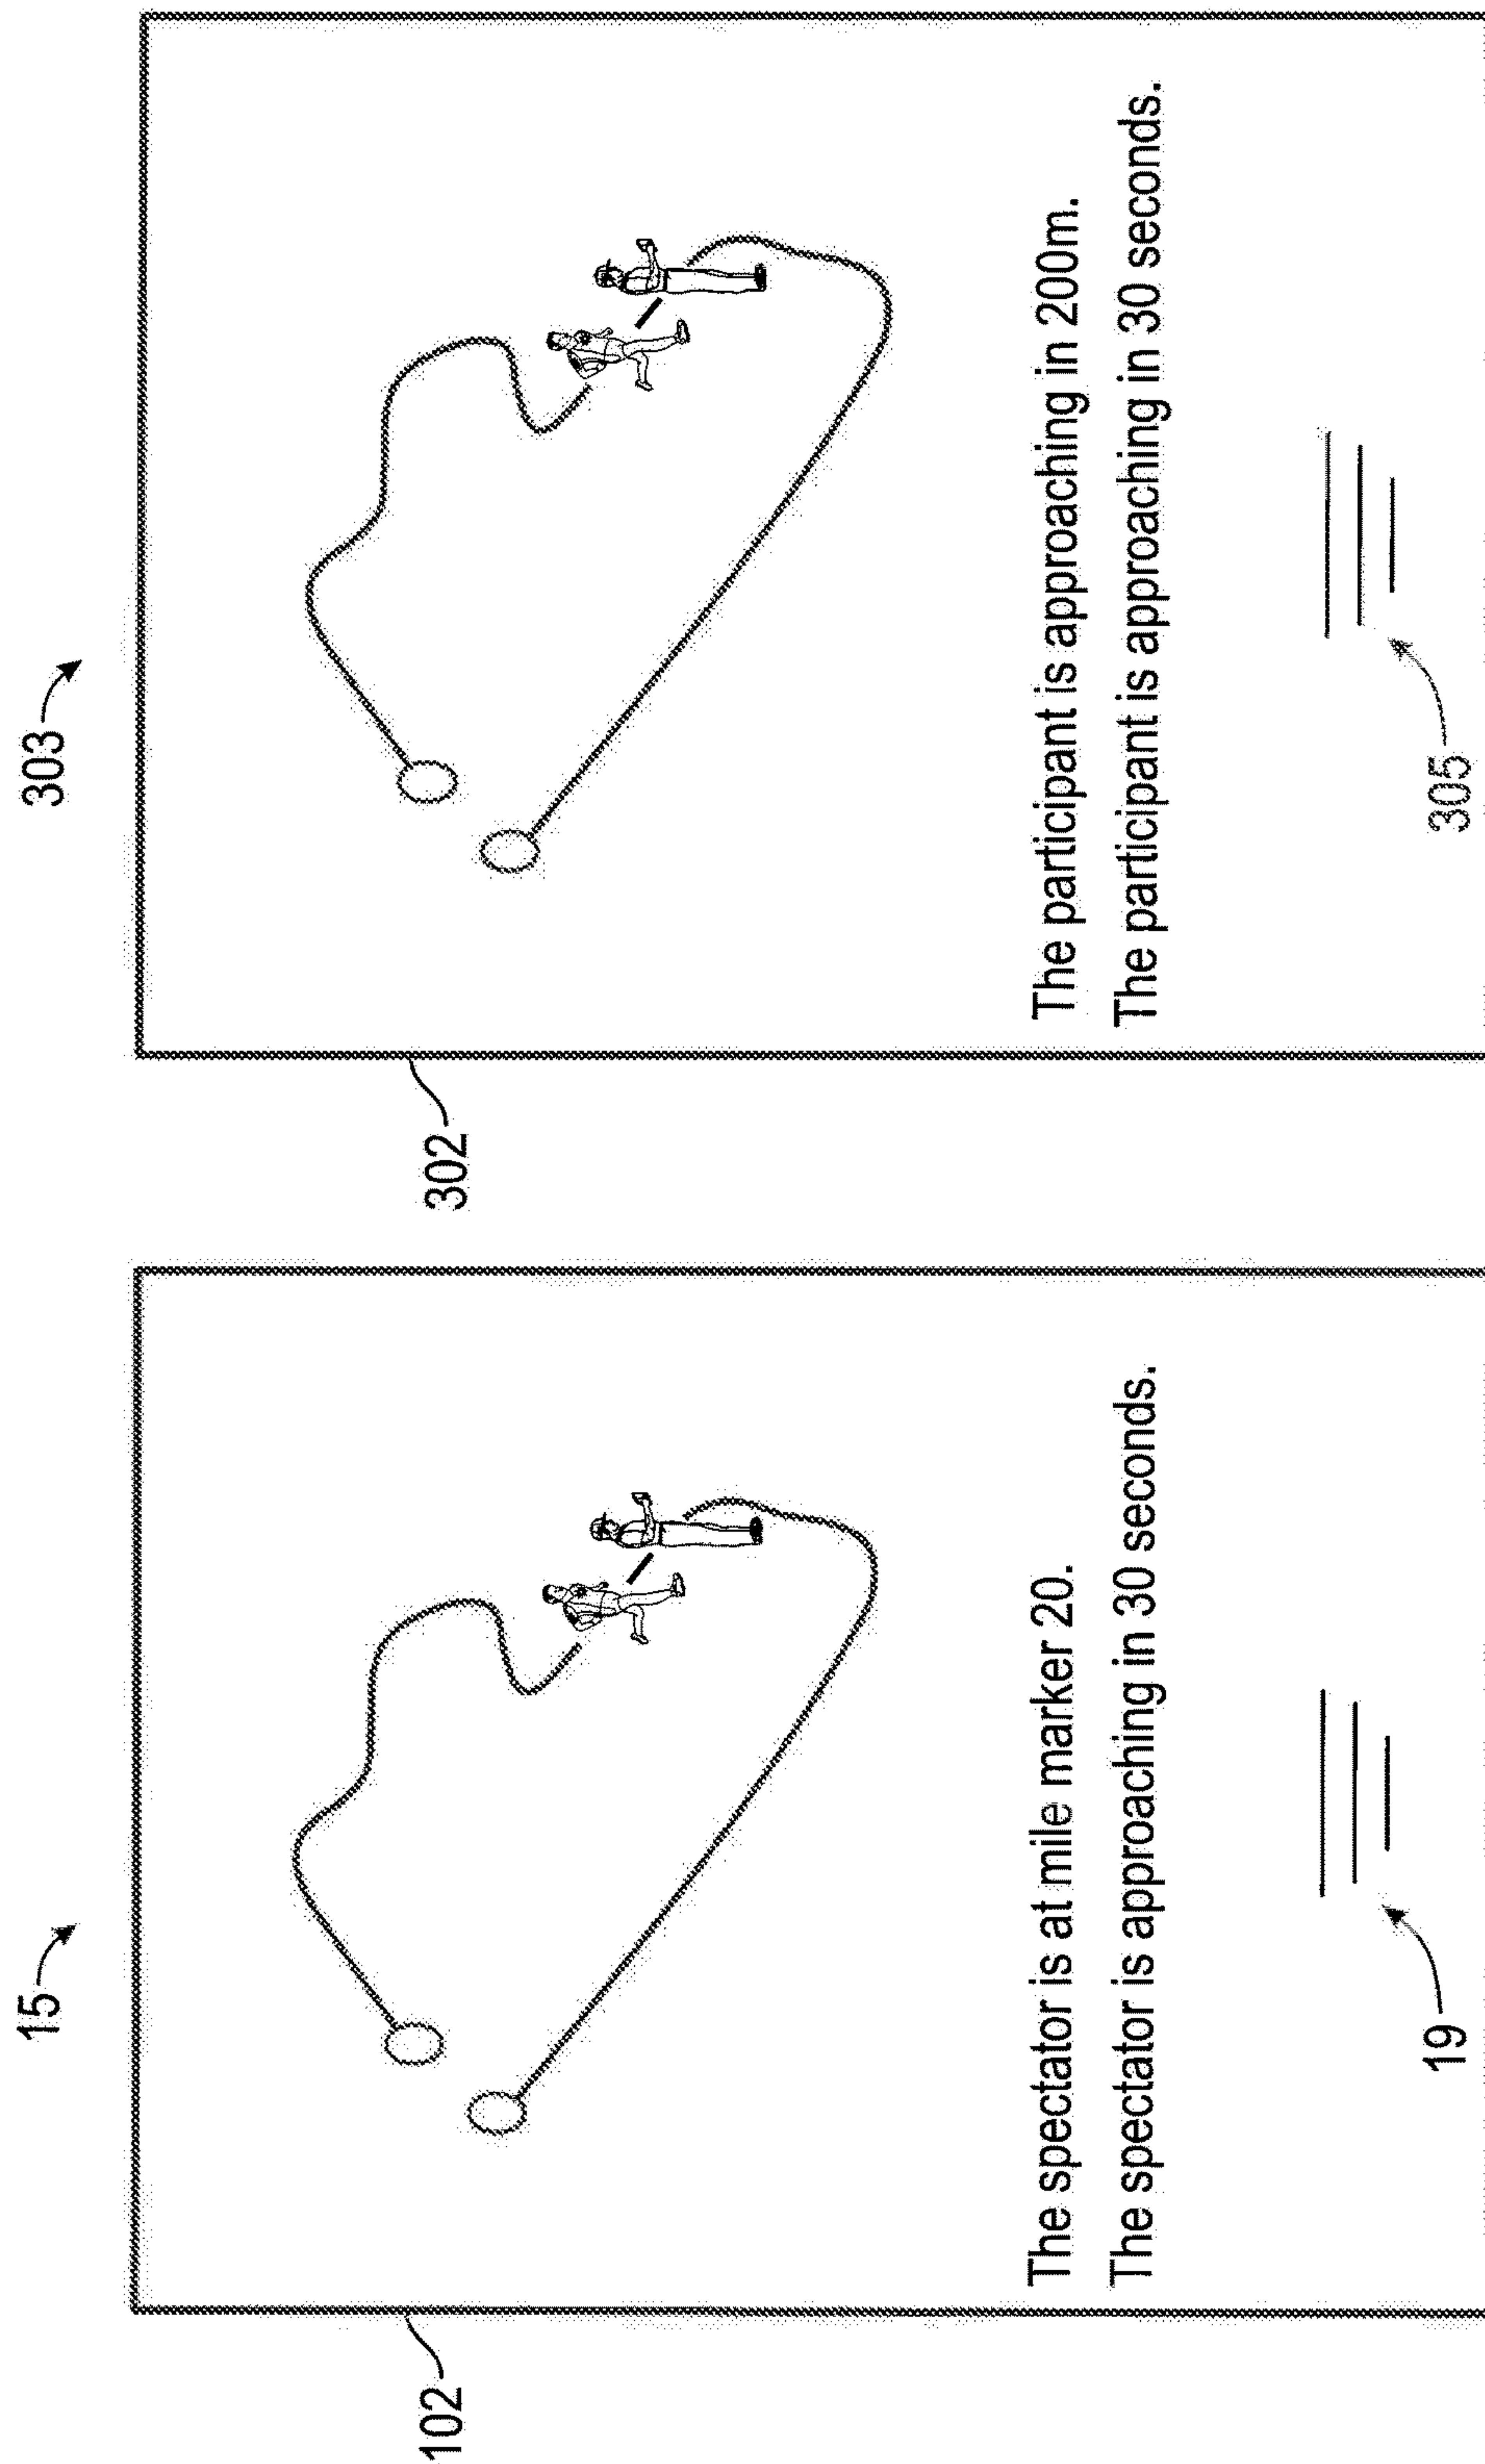 15
102
The spectator is at mile marker 20.
The spectator is approaching in 30 seconds.
19
303
302
The participant is approaching in 200m.
The participant is approaching in 30 seconds.
305